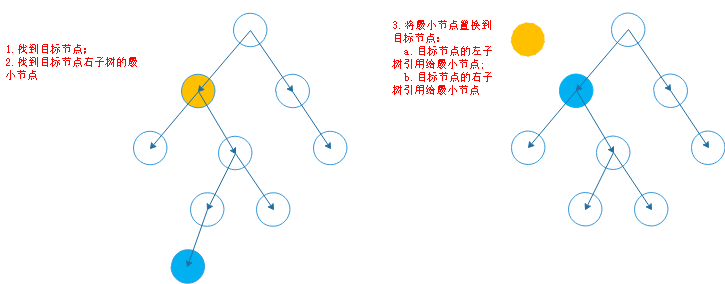 1. 找到目标节点;
2. 找到目标节点右子树的最
小节点
3. 将最小节点置换到
目标节点:
a. 目标节点的左子
树引用给最小节点;
b. 目标节点的右子
树引用给最小节点